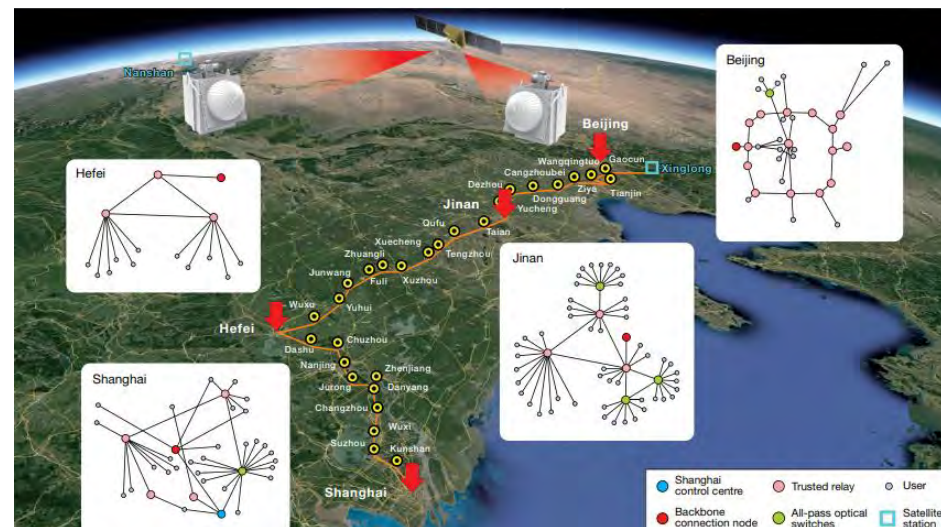 Nanshan
Beijing
Beijing
Wangqingtuo
Gaocun
Xinglong
Cangzhoubei
Dezhou
Ziya
Tianjin
Dongguang
Hefei
Jinan
Yucheng
Qufu
Taian
Xuecheng
Tengzhou
Jinan
Zhuangli
Junwang
Fuli
Xuzhou
Wuxo
Yuhui
Hefei
Chuzhou
Dashu
Nanjing
Zhenjiang
Shanghai
Jurong
Danyang
Changzhou
Wuxi
Suzhou
Kunshan
Shanghai
Shanghai
control centre
Trusted relay
User
Backbone
connection node
All-pass optical
switches
Satellite